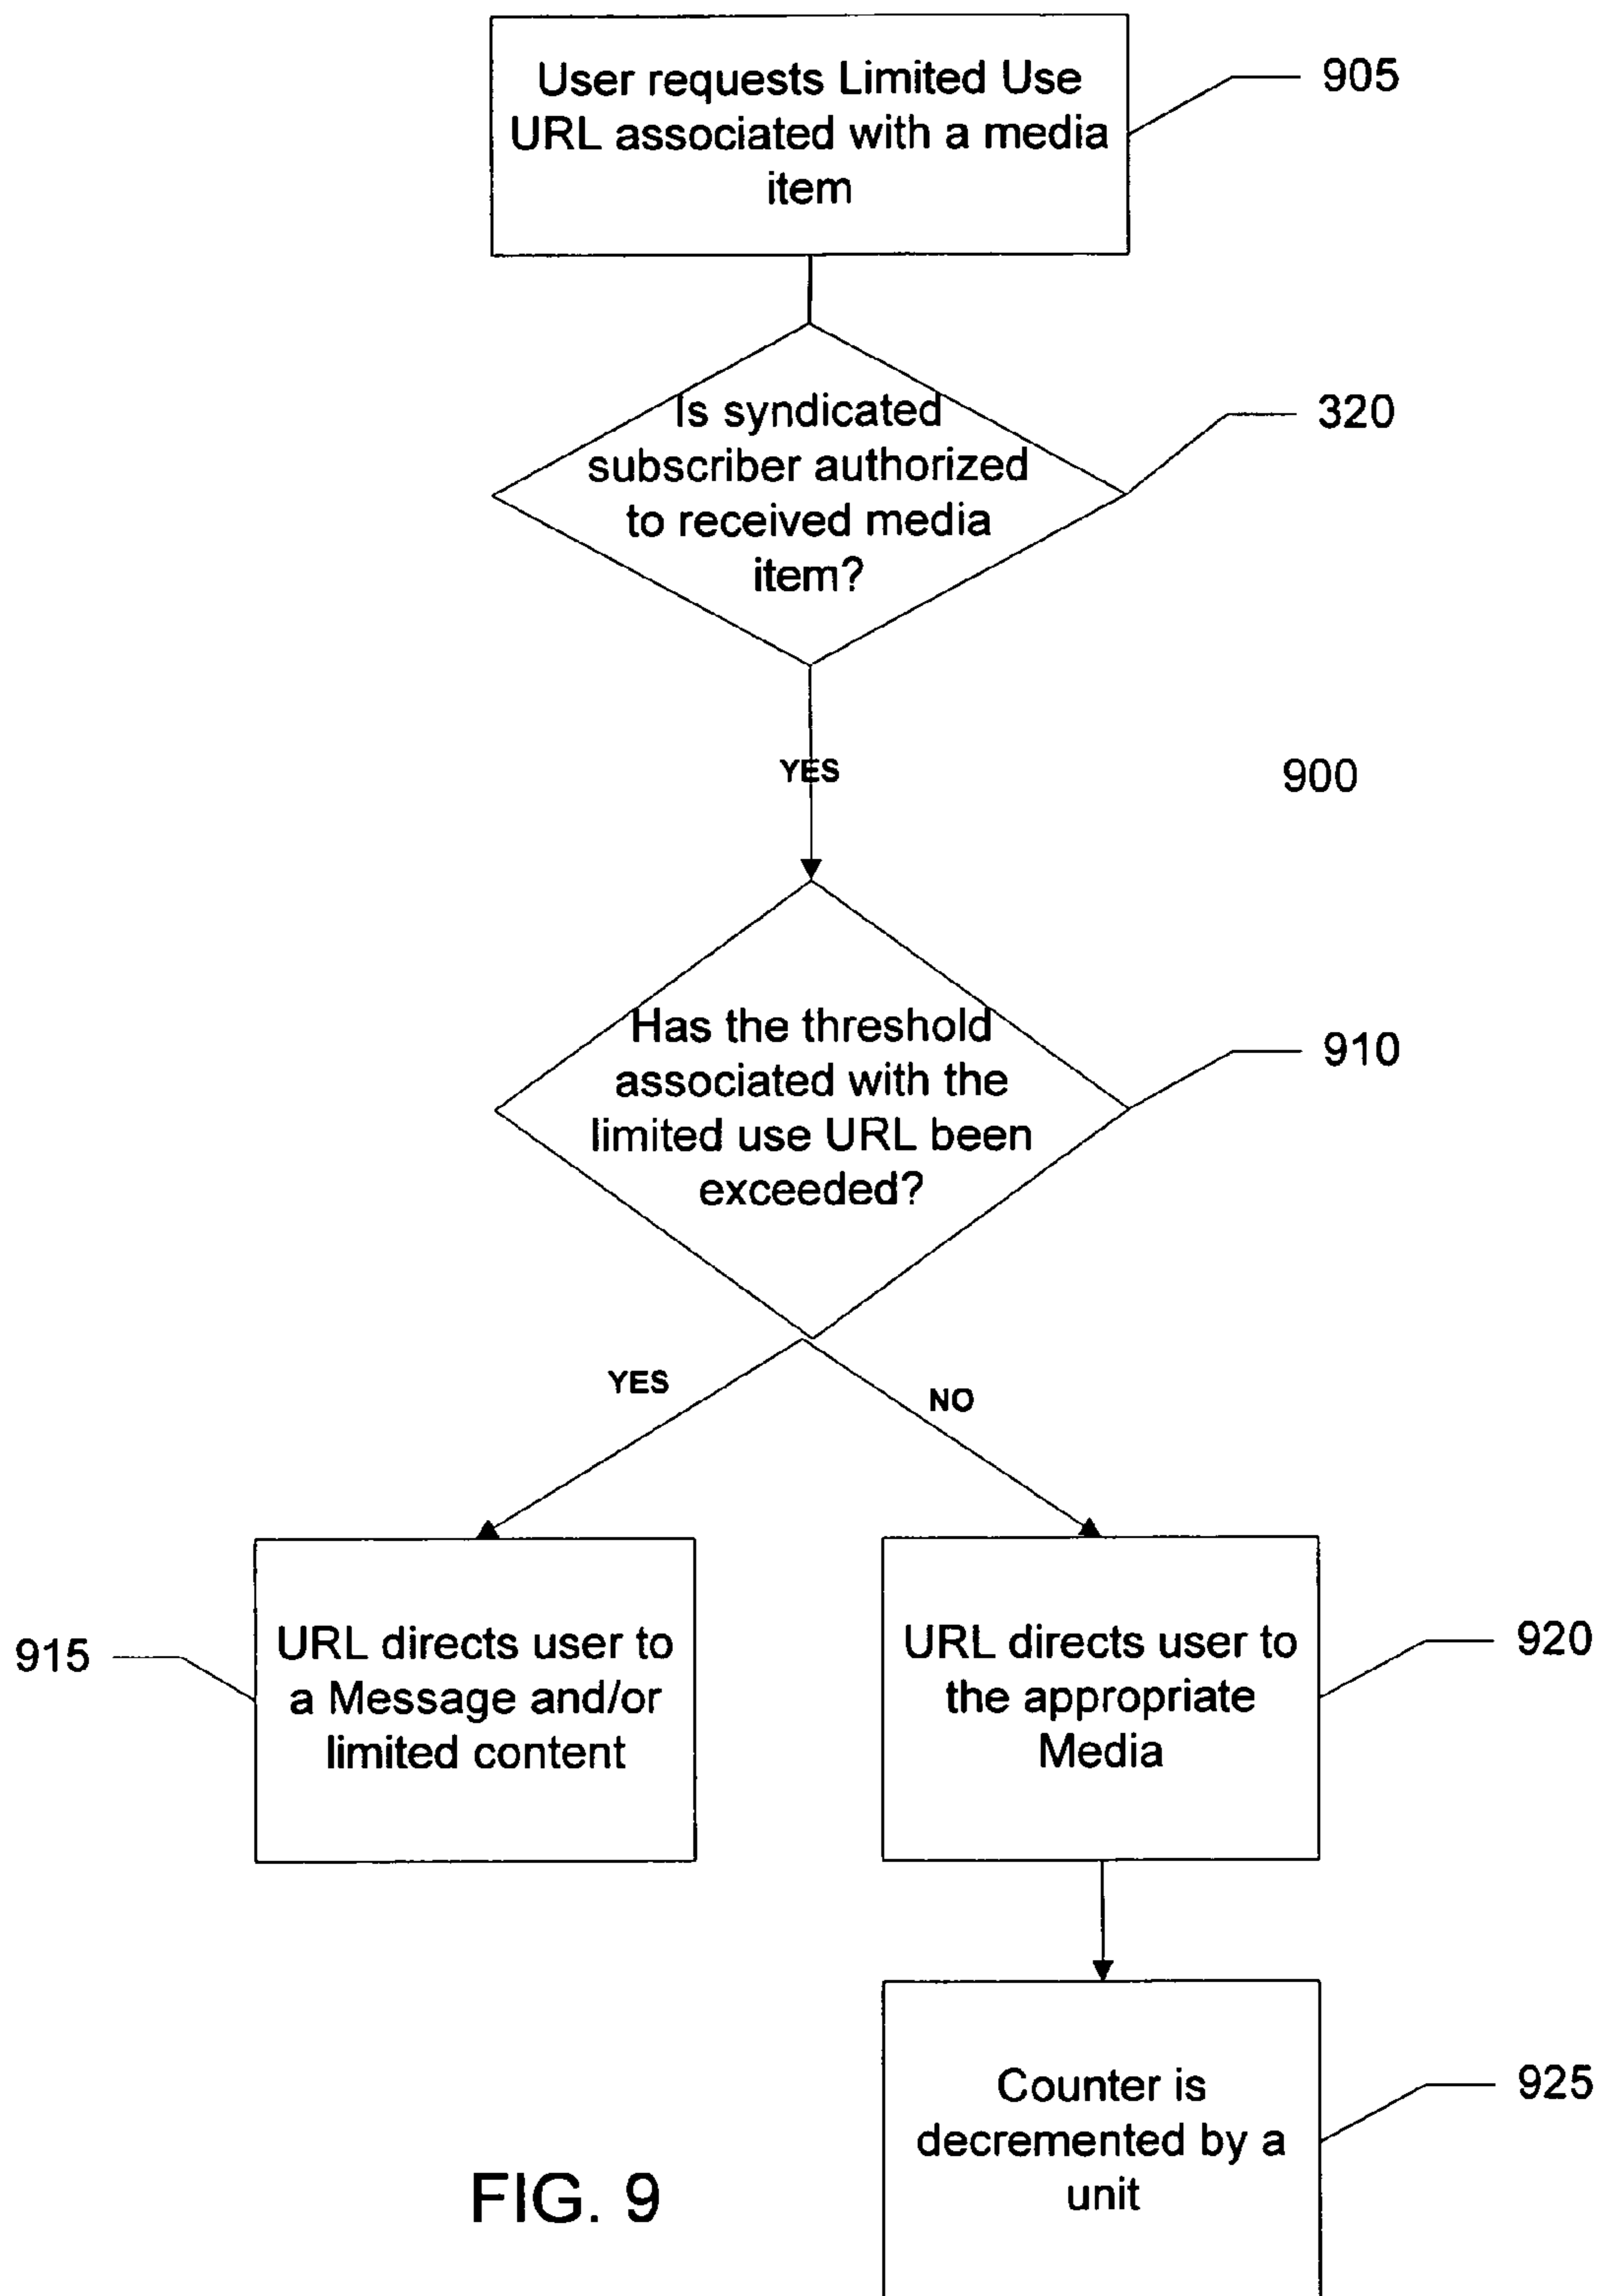 User requests Limited Use
URL associated with a media
item
905
Is syndicated
subscriber authorized
to received media
item?
320
YES
900
Has the threshold
associated with the
limited use URL been
exceeded?
910
YES
NO
915
URL directs user to
a Message and/or
limited content
URL directs user to
the appropriate
Media
920
Counter is
decremented by a
unit
925
FIG. 9